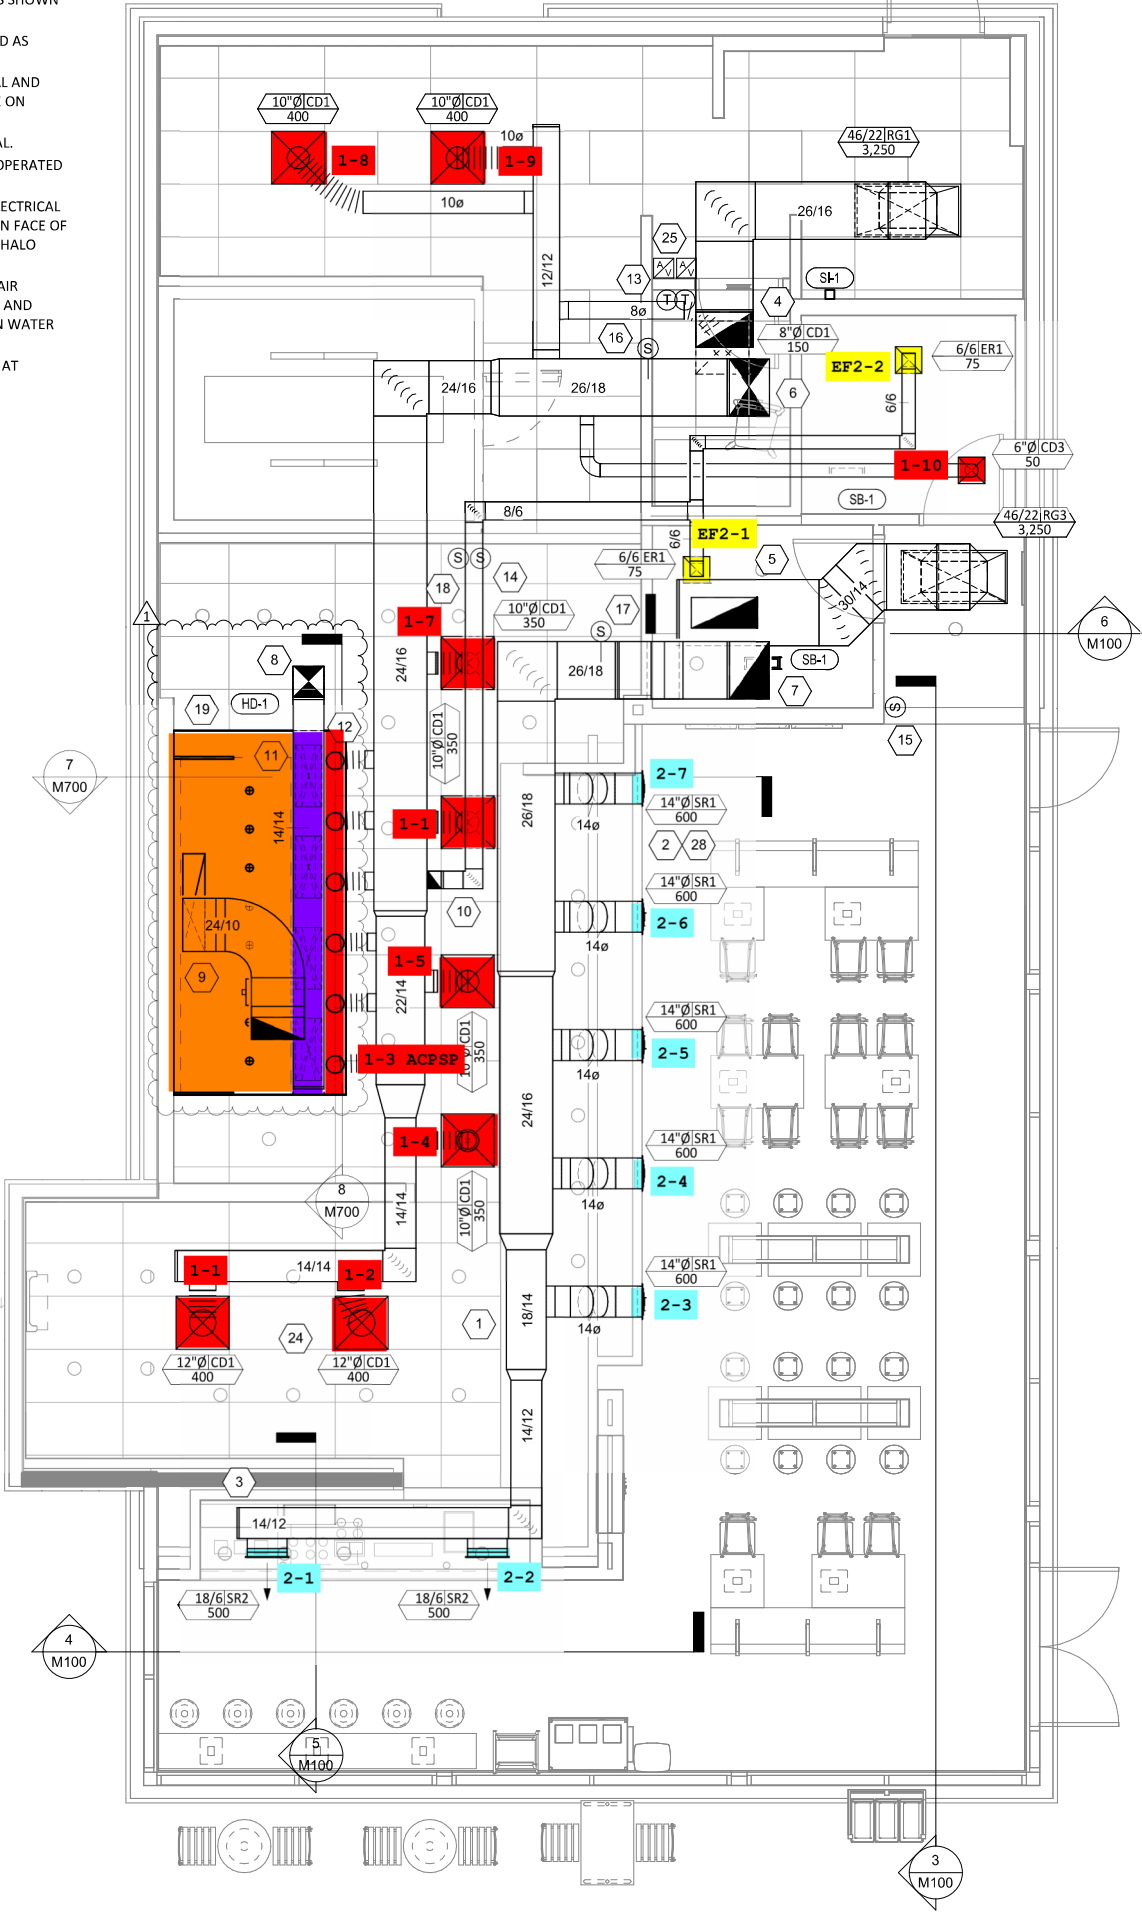 S SHOWN
D AS
L AND
E ON
L.
OPERATED
ECTRICAL
N FACE OF
HALO
AIR
AND
N WATER
AT
10"Ø CD1
400
10"Ø CD1
400
1-8
10ø
1-9
10ø
46/22 RG1
3,250
26/16
25
A/V
A/V
12/12
13
T
T
SI-1
4
8ø
16
S
8"Ø CD1
150
EF2-2
6/6 ER1
75
24/16
26/18
6
6/6
1-10
6"Ø CD3
50
SB-1
8/6
46/22 RG3
3,250
EF2-1
6/6
6/6 ER1
75
5
S
S
14
18
30/14
1
1-7
10"Ø CD1
350
17
S
6
M100
8
24/16
26/18
SB-1
7
19
HD-1
12
10"Ø CD1
350
S
15
11
7
M700
2-7
14"Ø SR1
600
14/14
1-1
26/18
14ø
2
28
14"Ø SR1
600
10
24/10
2-6
14ø
1-5
9
22/14
14"Ø SR1
600
10"Ø CD1
350
2-5
1-3 ACPSP
14ø
24/16
1-4
14"Ø SR1
600
2-4
8
M700
14/14
10"Ø CD1
350
14ø
1-1
14/14
1-2
14"Ø SR1
600
2-3
18/14
24
1
14ø
12"Ø CD1
400
12"Ø CD1
400
14/12
3
14/12
2-1
2-2
18/6 SR2
500
18/6 SR2
500
4
M100
5
M100
3
M100